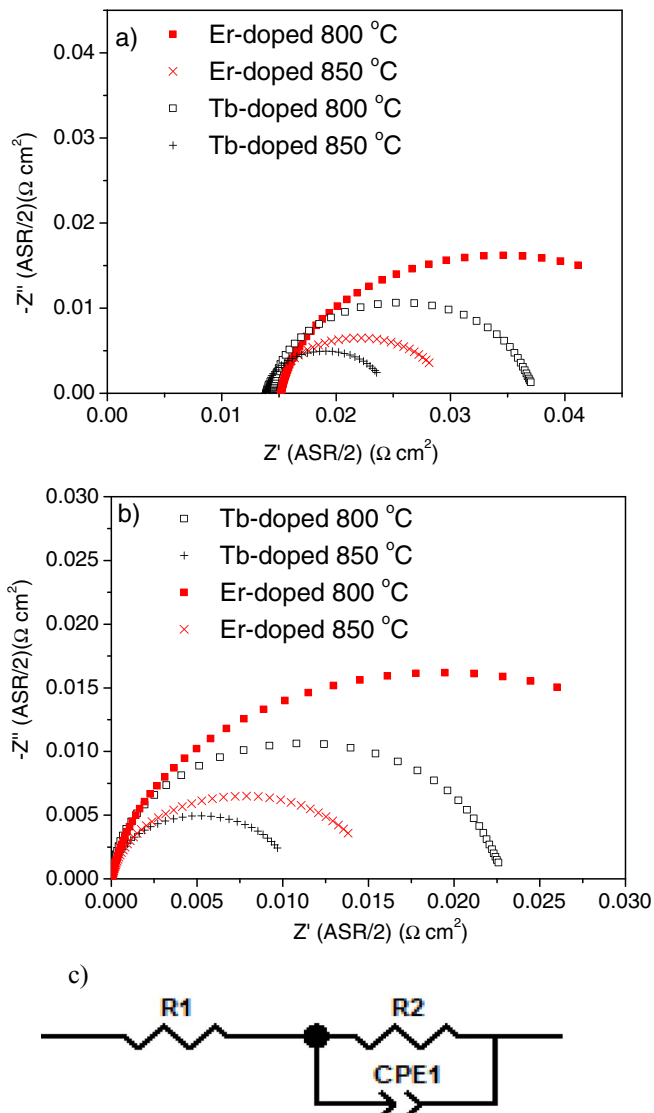 a)
Er-doped 800 °C
Er-doped 850 °C
Tb-doped 800 °C
Tb-doped 850 °C
0.04
0.03
0.02
0.01
0.00
-Z" (ASR/2)(Ω cm²)
0.00 0.01 0.02 0.03 0.04
Z' (ASR/2) (Ω cm²)
b)
Tb-doped 800 °C
Tb-doped 850 °C
Er-doped 800 °C
Er-doped 850 °C
0.030
0.025
0.020
0.015
0.010
0.005
0.000
-Z" (ASR/2)(Ω cm²)
0.000 0.005 0.010 0.015 0.020 0.025 0.030
Z' (ASR/2) (Ω cm²)
c)
R1 R2
CPE1